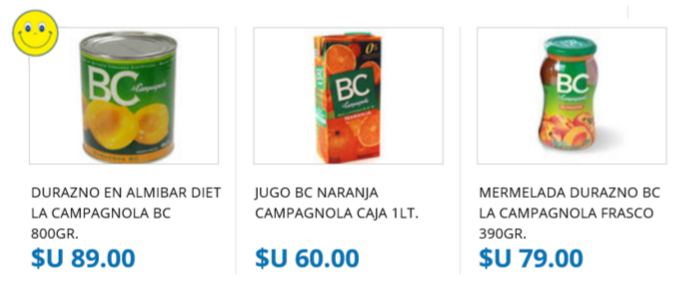 BC
La Campagnola
BC
La Campagnola
NARANJA
0%
BC
La Campagnola
DURAZNO EN ALMIBAR DIET
LA CAMPAGNOLA BC
800GR.
$U 89.00
JUGO BC NARANJA
CAMPAGNOLA CAJA 1LT.
$U 60.00
MERMELADA DURAZNO BC
LA CAMPAGNOLA FRASCO
390GR.
$U 79.00